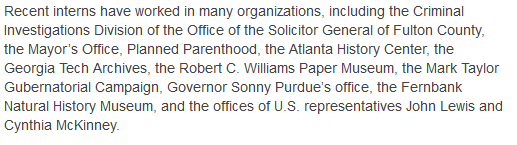 Recent interns have worked in many organizations, including the Criminal
Investigations Division of the Office of the Solicitor General of Fulton County,
the Mayor's Office, Planned Parenthood, the Atlanta History Center, the
Georgia Tech Archives, the Robert C. Williams Paper Museum, the Mark Taylor
Gubernatorial Campaign, Governor Sonny Purdue's office, the Fernbank
Natural History Museum, and the offices of U.S. representatives John Lewis and
Cynthia McKinney.